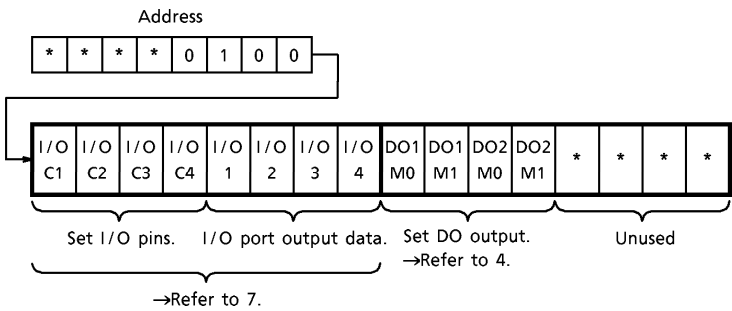 Address
* * * * 0 1 0 0
I/O I/O I/O I/O I/O I/O I/O I/O DO1 DO1 DO2 DO2 * * * *
C1 C2 C3 C4 1 2 3 4 M0 M1 M0 M1
Set I/O pins. I/O port output data. Set DO output. Unused
→Refer to 4.
→Refer to 7.